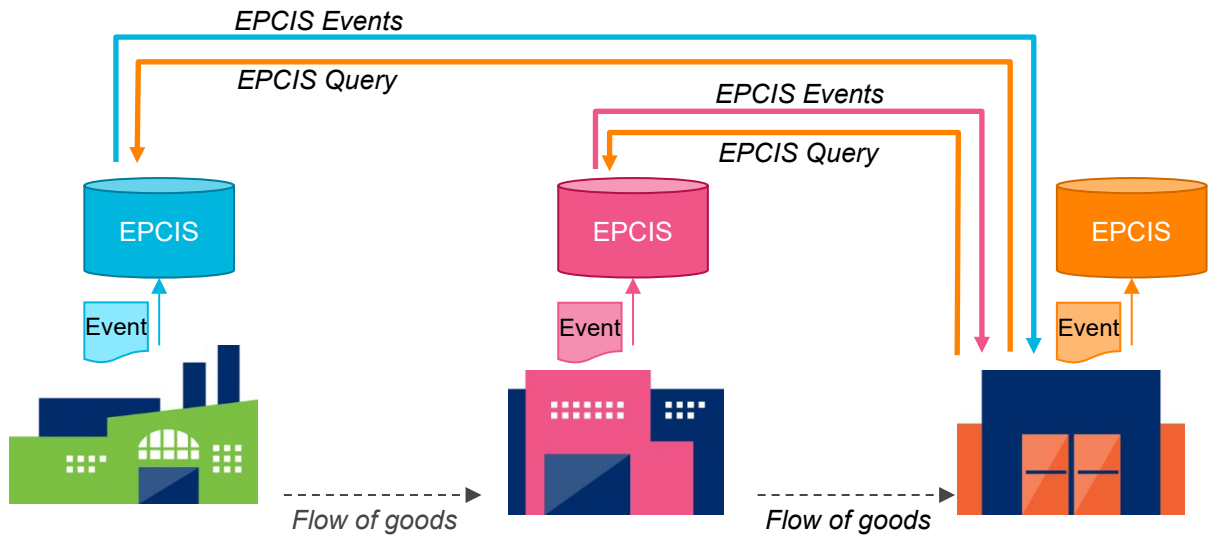 EPCIS Events
EPCIS Query
EPCIS Events
EPCIS Query
EPCIS
EPCIS
EPCIS
Event
Event
Event
Flow of goods
Flow of goods